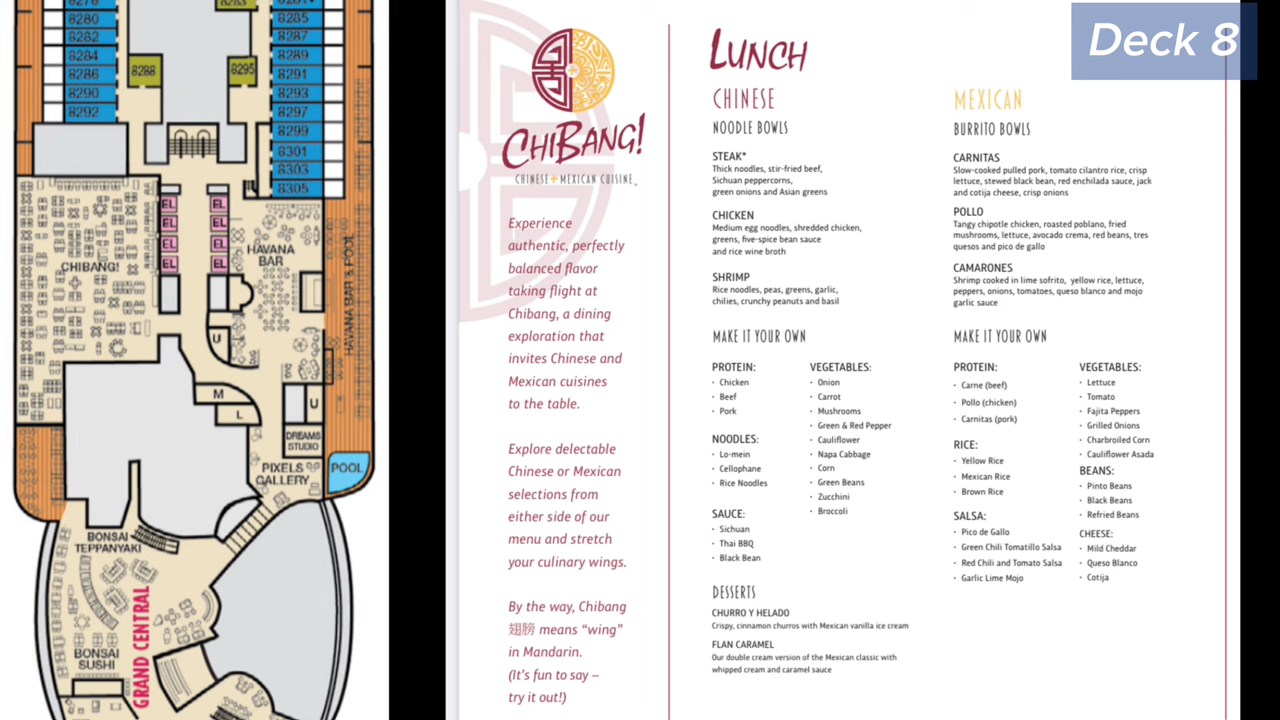 Deck 8
8280
8282
8284
8286
8290
8292
8288
8295
8285
8287
8289
8291
8293
8297
8299
8301
8303
8305
EL
EL
EL
EL
EL
EL
EL
EL
CHIBANG!
HAVANA
BAR
HAVANA BAR & POOL
U
M
L
U
DREAMS
STUDIO
PIXELS
GALLERY
POOL
BONSAI
TEPPANYAKI
GRAND CENTRAL
BONSAI
SUSHI
CHIBANG!
CHINESE + MEXICAN CUISINE
Experience
authentic, perfectly
balanced flavor
taking flight at
Chibang, a dining
exploration that
invites Chinese and
Mexican cuisines
to the table.
Explore delectable
Chinese or Mexican
selections from
either side of our
menu and stretch
your culinary wings.
By the way, Chibang
翅膀 means “wing”
in Mandarin.
(It’s fun to say –
try it out!)
LUNCH
CHINESE
NOODLE BOWLS
STEAK*
Thick noodles, stir-fried beef,
Sichuan peppercorns,
green onions and Asian greens
CHICKEN
Medium egg noodles, shredded chicken,
greens, five-spice bean sauce
and rice wine broth
SHRIMP
Rice noodles, peas, greens, garlic,
chilies, crunchy peanuts and basil
MAKE IT YOUR OWN
PROTEIN:
· Chicken
· Beef
· Pork
NOODLES:
· Lo-mein
· Cellophane
· Rice Noodles
SAUCE:
· Sichuan
· Thai BBQ
· Black Bean
VEGETABLES:
· Onion
· Carrot
· Mushrooms
· Green & Red Pepper
· Cauliflower
· Napa Cabbage
· Corn
· Green Beans
· Zucchini
· Broccoli
DESSERTS
CHURRO Y HELADO
Crispy, cinnamon churros with Mexican vanilla ice cream
FLAN CARAMEL
Our double cream version of the Mexican classic with
whipped cream and caramel sauce
MEXICAN
BURRITO BOWLS
CARNITAS
Slow-cooked pulled pork, tomato cilantro rice, crisp
lettuce, stewed black bean, red enchilada sauce, jack
and cotija cheese, crisp onions
POLLO
Tangy chipotle chicken, roasted poblano, fried
mushrooms, lettuce, avocado crema, red beans, tres
quesos and pico de gallo
CAMARONES
Shrimp cooked in lime sofrito, yellow rice, lettuce,
peppers, onions, tomatoes, queso blanco and mojo
garlic sauce
MAKE IT YOUR OWN
PROTEIN:
· Carne (beef)
· Pollo (chicken)
· Carnitas (pork)
RICE:
· Yellow Rice
· Mexican Rice
· Brown Rice
SALSA:
· Pico de Gallo
· Green Chili Tomatillo Salsa
· Red Chili and Tomato Salsa
· Garlic Lime Mojo
VEGETABLES:
· Lettuce
· Tomato
· Fajita Peppers
· Grilled Onions
· Charbroiled Corn
· Cauliflower Asada
BEANS:
· Pinto Beans
· Black Beans
· Refried Beans
CHEESE:
· Mild Cheddar
· Queso Blanco
· Cotija